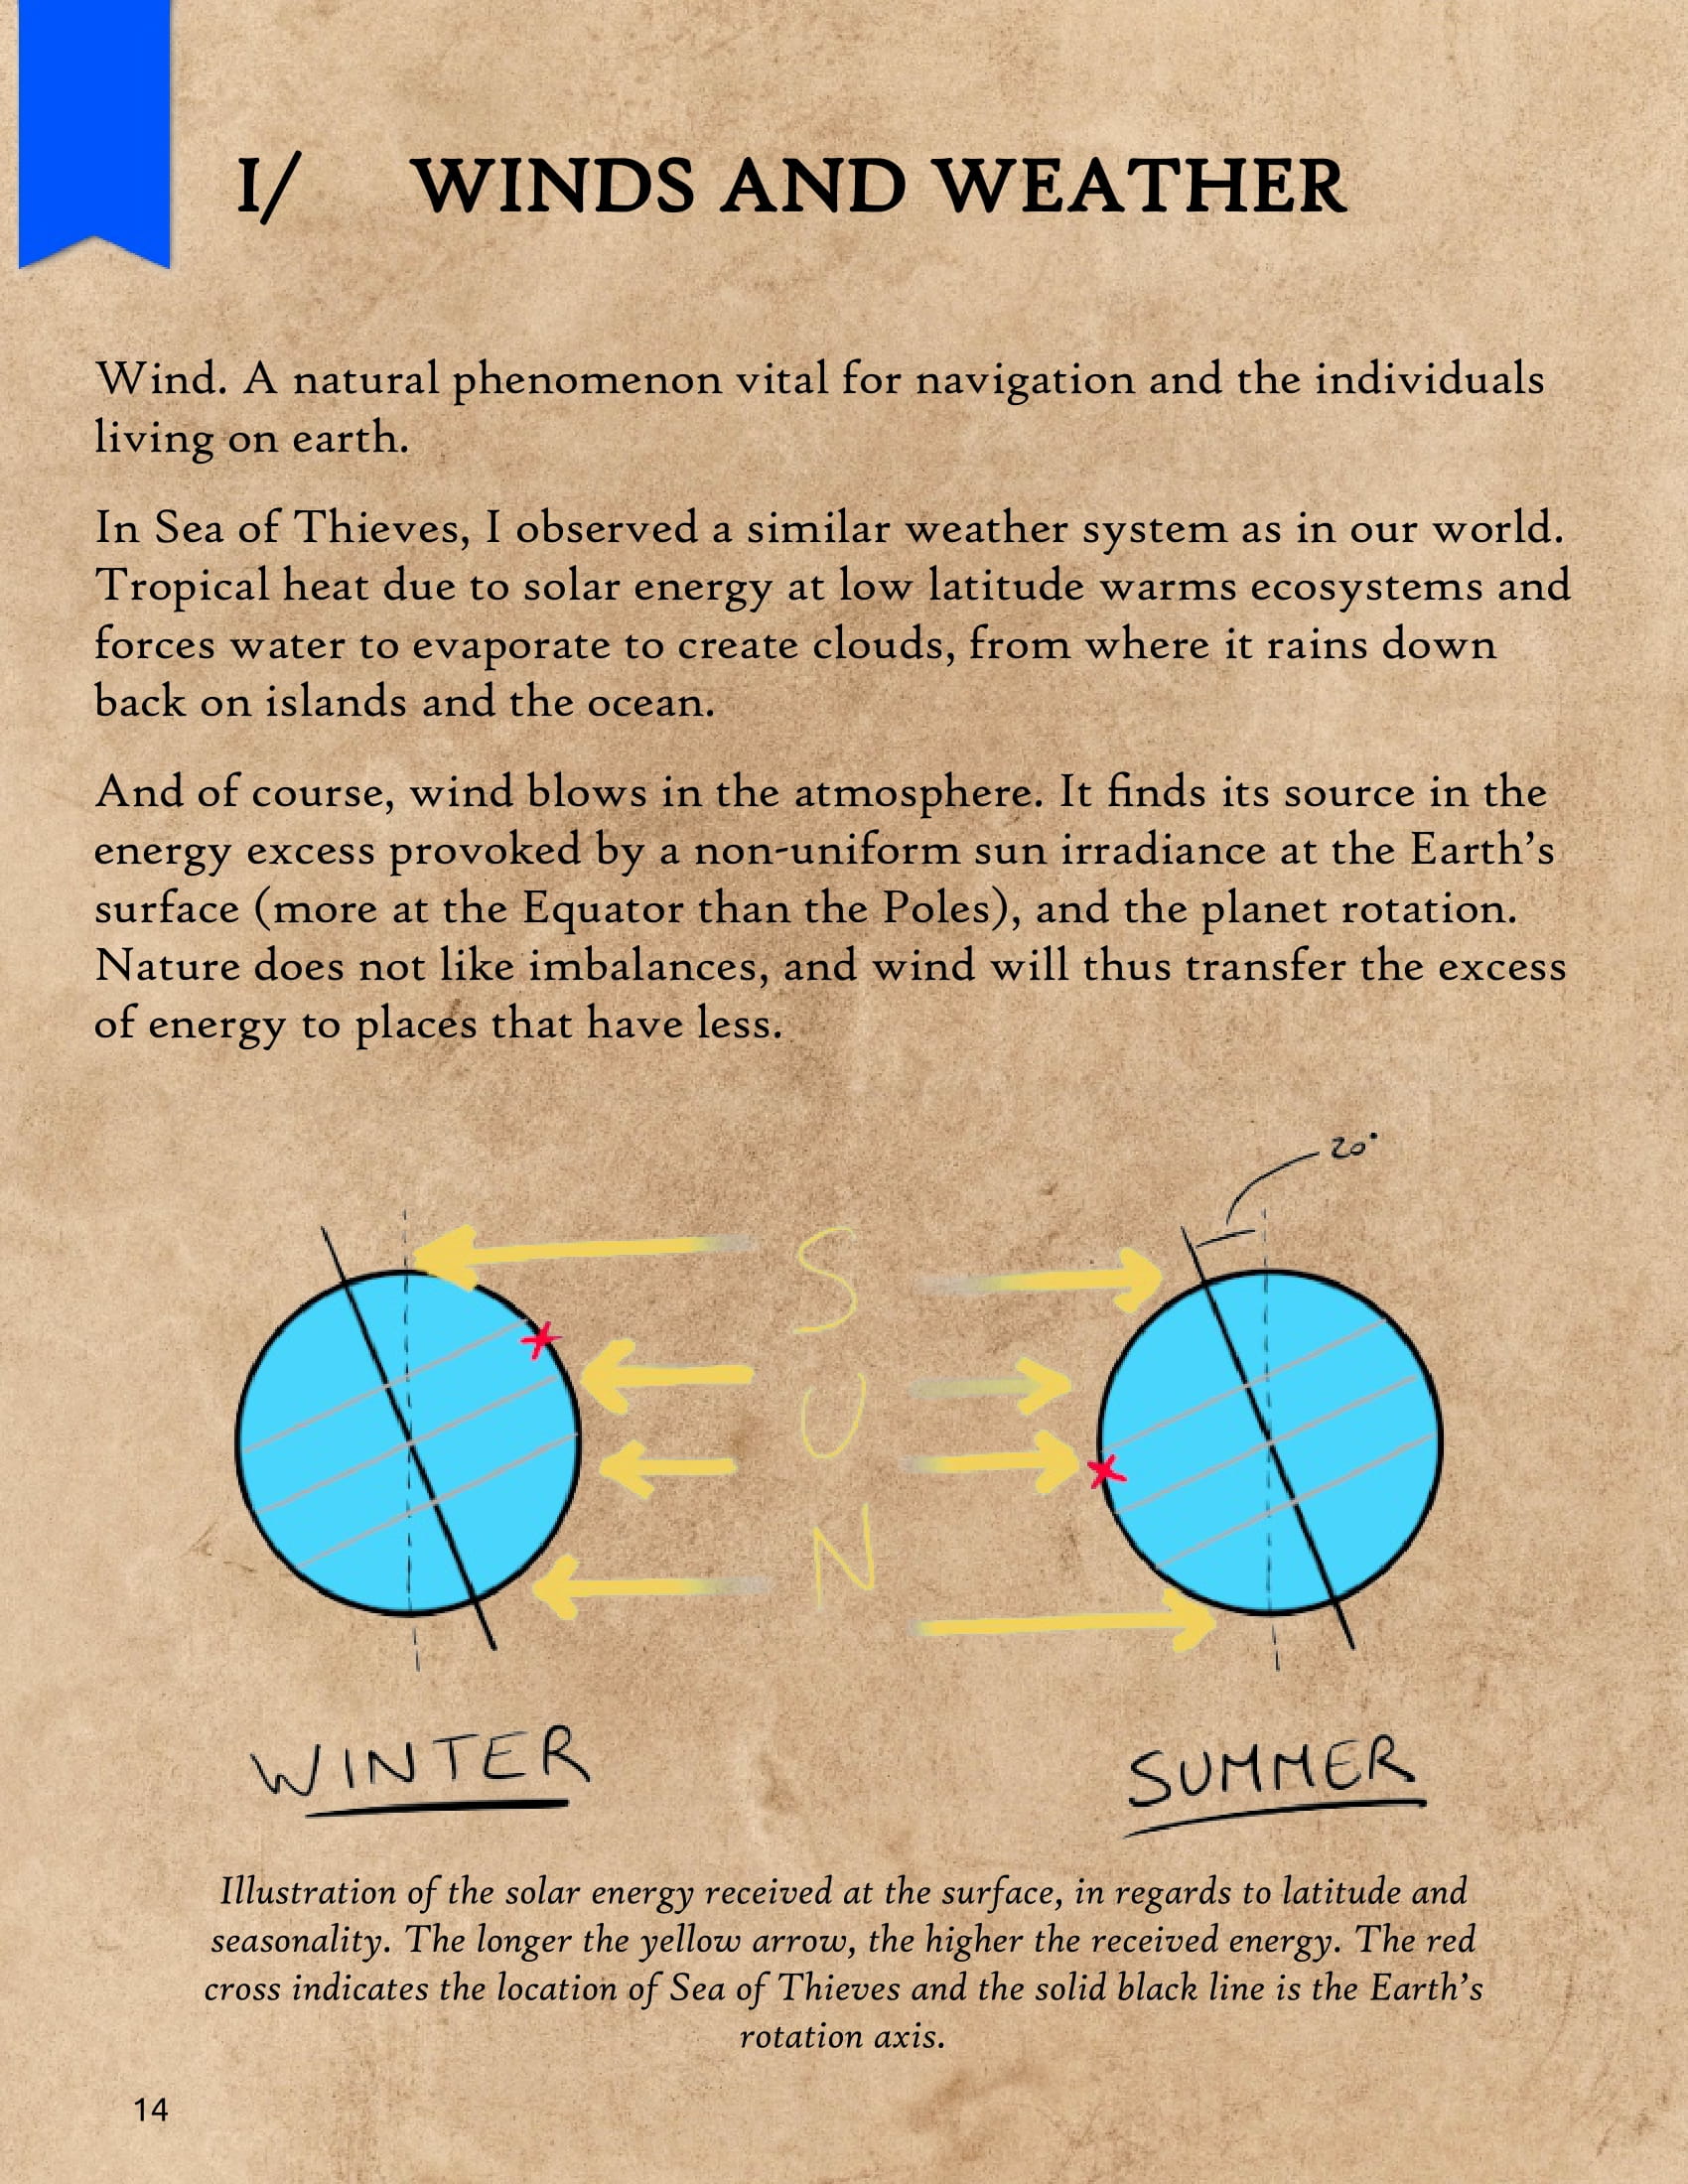 I/ WINDS AND WEATHER
Wind. A natural phenomenon vital for navigation and the individuals
living on earth.
In Sea of Thieves, I observed a similar weather system as in our world.
Tropical heat due to solar energy at low latitude warms ecosystems and
forces water to evaporate to create clouds, from where it rains down
back on islands and the ocean.
And of course, wind blows in the atmosphere. It finds its source in the
energy excess provoked by a non-uniform sun irradiance at the Earth's
surface (more at the Equator than the Poles), and the planet rotation.
Nature does not like imbalances, and wind will thus transfer the excess
of energy to places that have less.
20°
S
U
N
WINTER
SUMMER
Illustration of the solar energy received at the surface, in regards to latitude and
seasonality. The longer the yellow arrow, the higher the received energy. The red
cross indicates the location of Sea of Thieves and the solid black line is the Earth's
rotation axis.
14